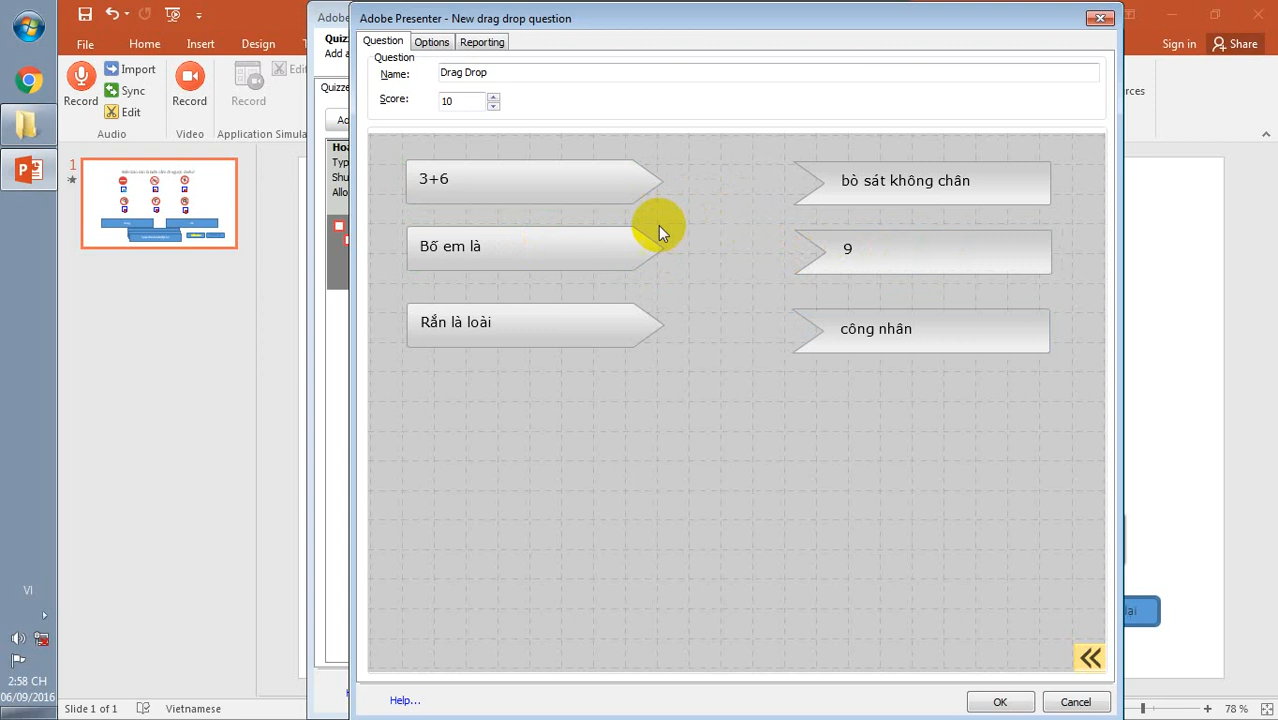 Adobe Presenter - New drag drop question
File
Home
Insert
Design
Sign in
Share
Record
Import
Sync
Edit
Audio
Record
Video
Record
Application Simula
Question
Options
Reporting
Question
Name:
Drag Drop
Score:
10
3+6
bò sát không chân
Bố em là
9
Rắn là loài
công nhân
Help...
OK
Cancel
VI
2:58 CH
06/09/2016
1
Slide 1 of 1
Vietnamese
78 %